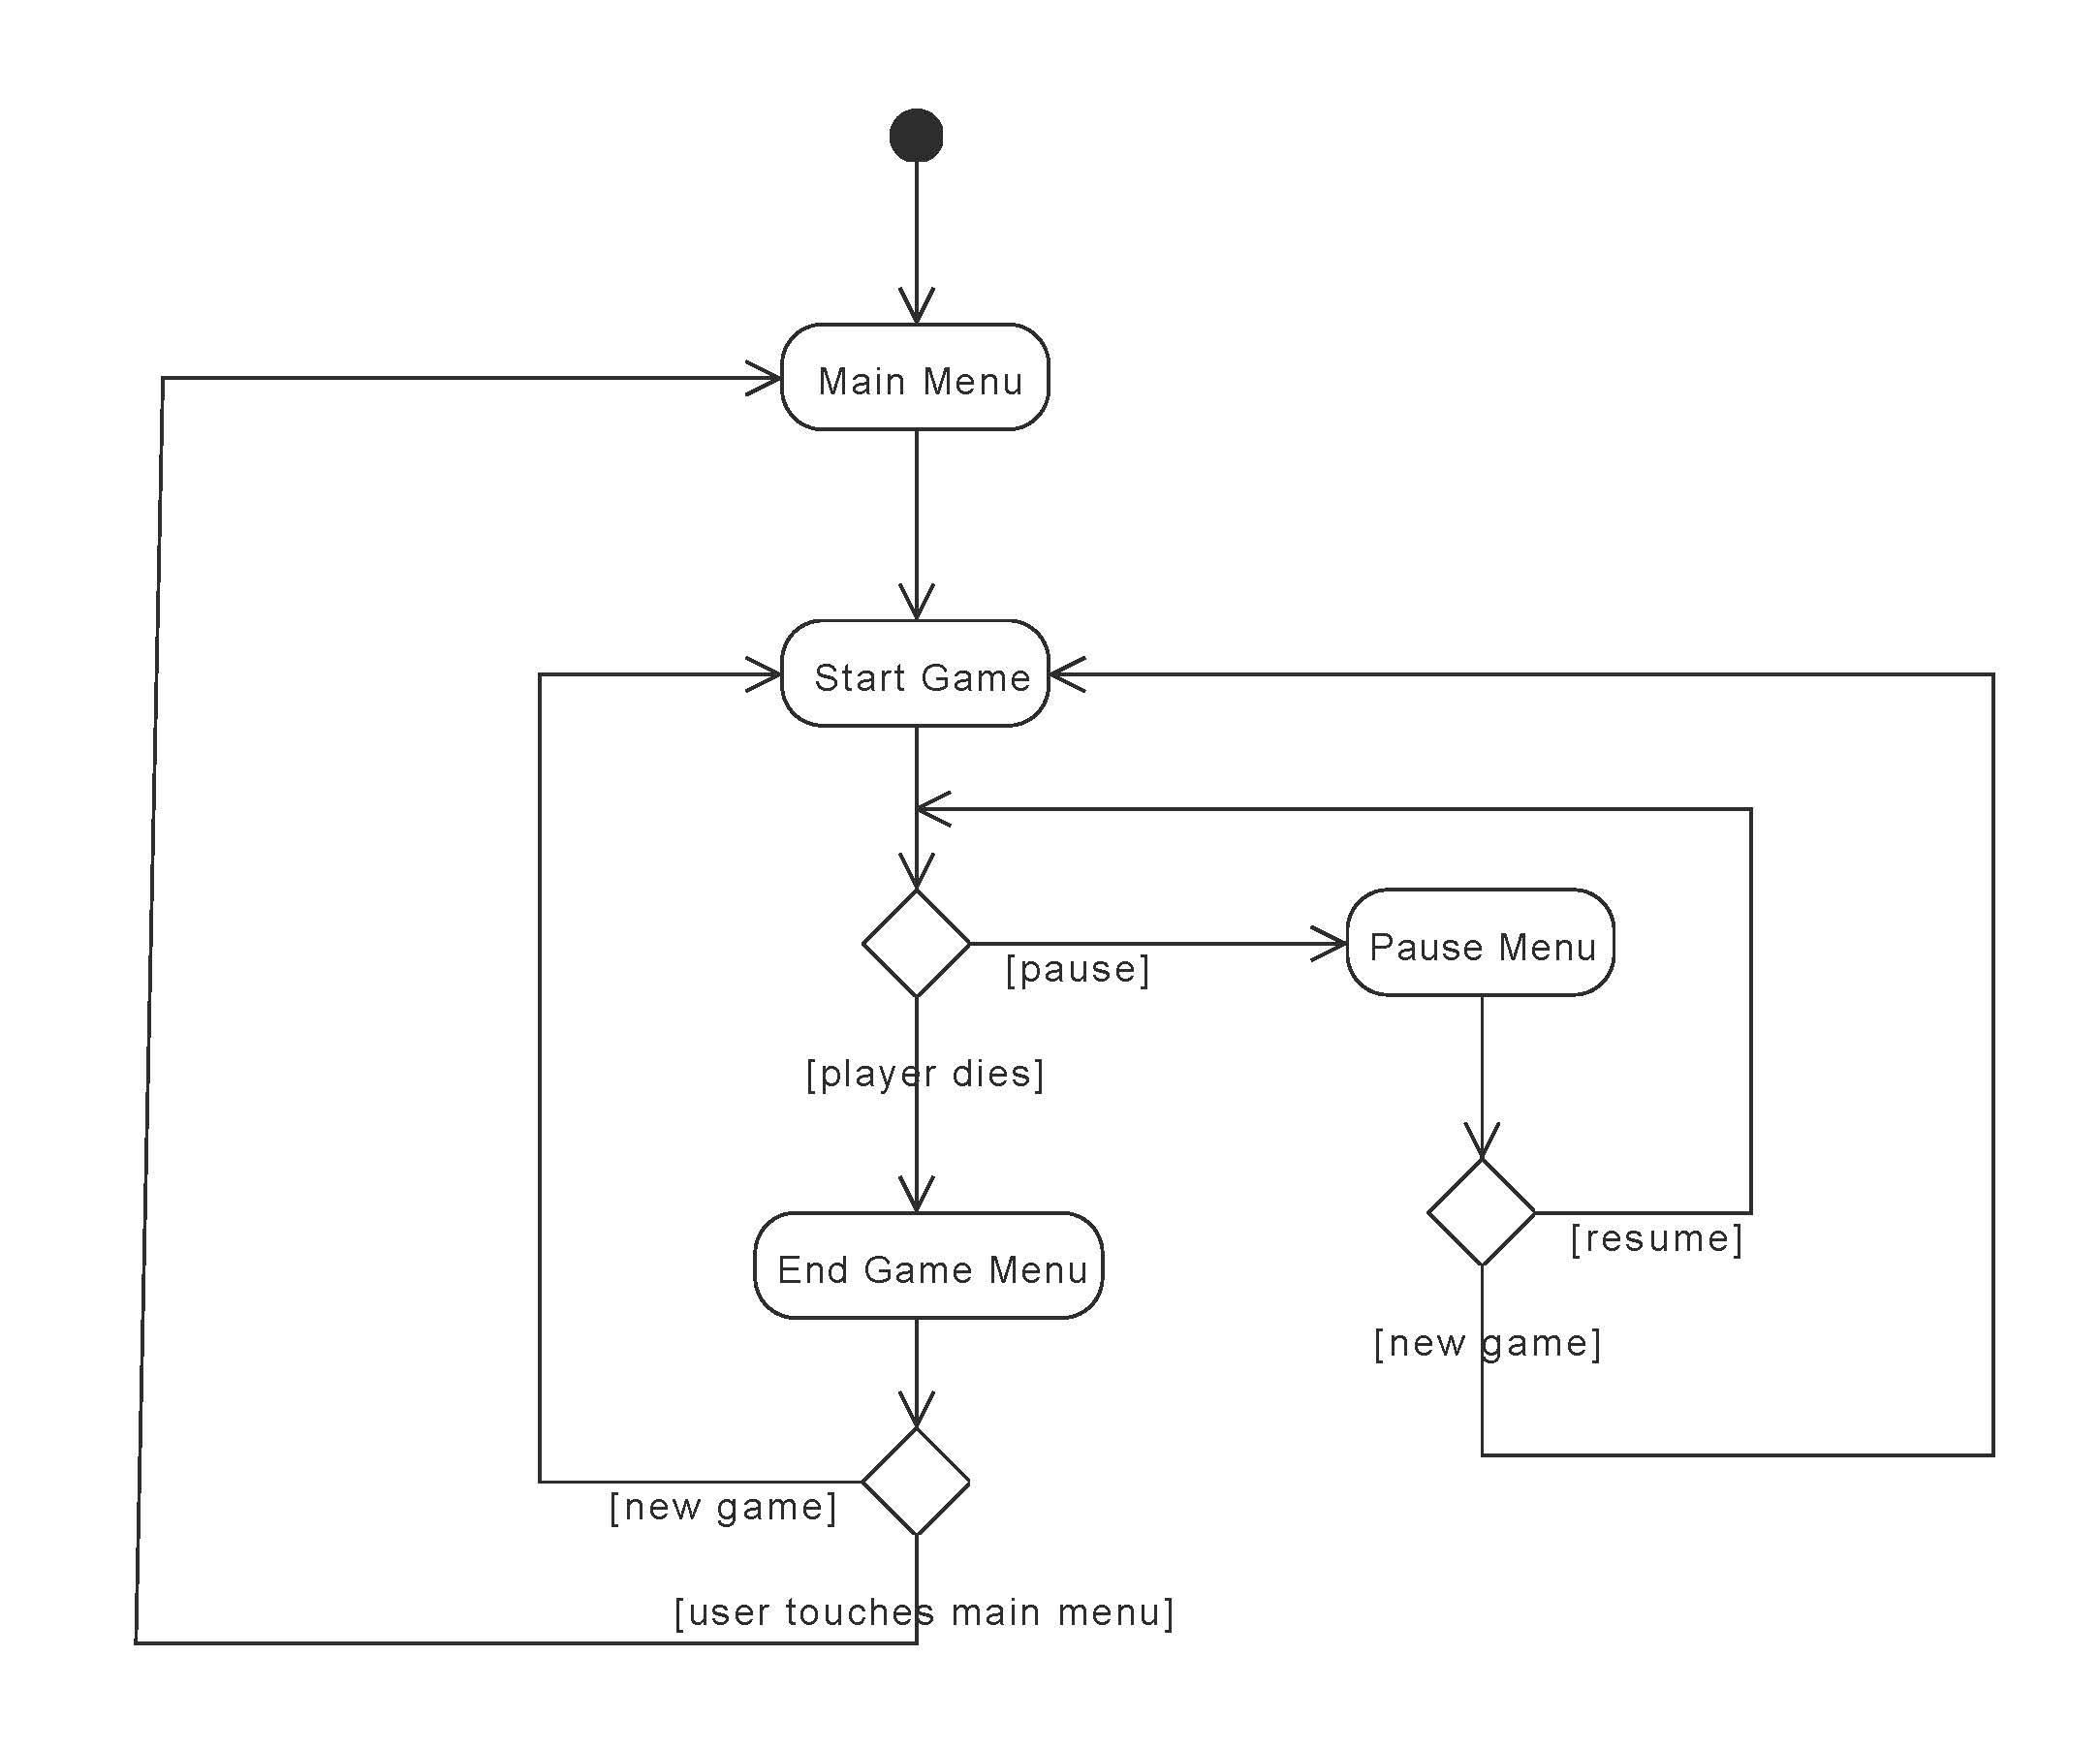 Main Menu
Start Game
Pause Menu
[pause]
[player dies]
[resume]
End Game Menu
[new game]
[new game]
[user touches main menu]